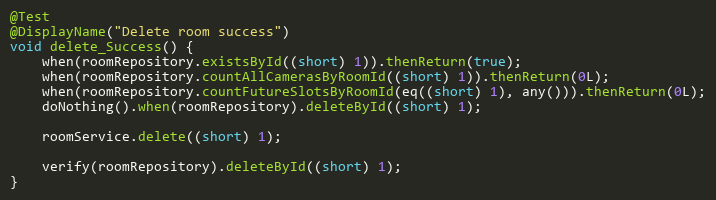 @Test
@DisplayName("Delete room success")
void delete_Success() {
    when(roomRepository.existsById((short) 1)).thenReturn(true);
    when(roomRepository.countAllCamerasByRoomId((short) 1)).thenReturn(0L);
    when(roomRepository.countFutureSlotsByRoomId(eq((short) 1), any())).thenReturn(0L);
    doNothing().when(roomRepository).deleteById((short) 1);

    roomService.delete((short) 1);

    verify(roomRepository).deleteById((short) 1);
}